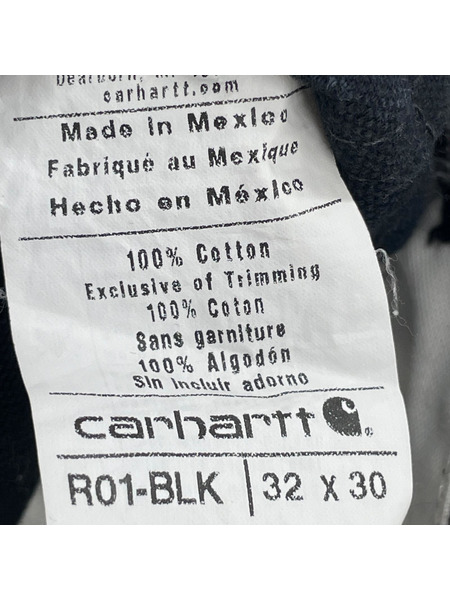 carhartt.com
Made in Mexico
Fabriqué au Mexique
Hecho en México
100% Cotton
Exclusive of Trimming
100% Coton
Sans garniture
100% Algodón
Sin incluir adorno
carhartt
R01-BLK | 32 X 30